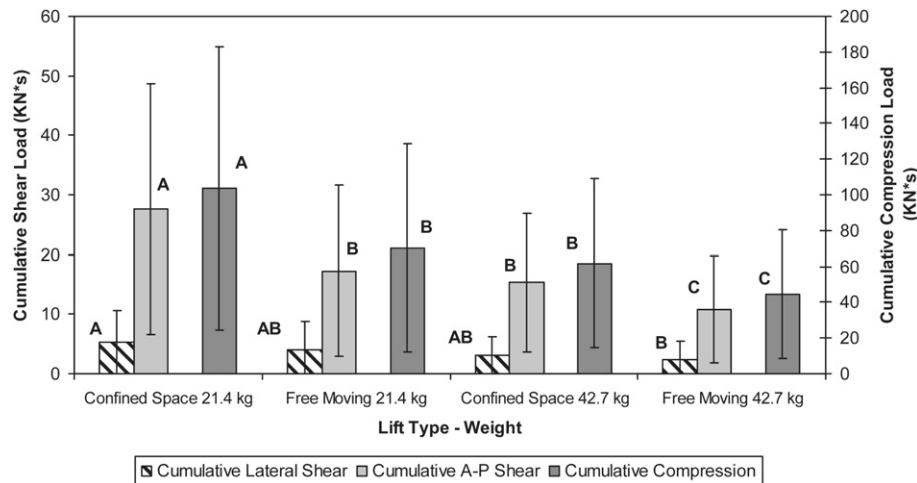 60
50
40
30
20
10
0
Cumulative Shear Load (KN*s)
200
180
160
140
120
100
80
60
40
20
0
Cumulative Compression Load
(KN*s)
A
A
A
AB
B
B
AB
B
B
B
C
C
Confined Space 21.4 kg
Free Moving 21.4 kg
Confined Space 42.7 kg
Free Moving 42.7 kg
Lift Type - Weight
Cumulative Lateral Shear
Cumulative A-P Shear
Cumulative Compression